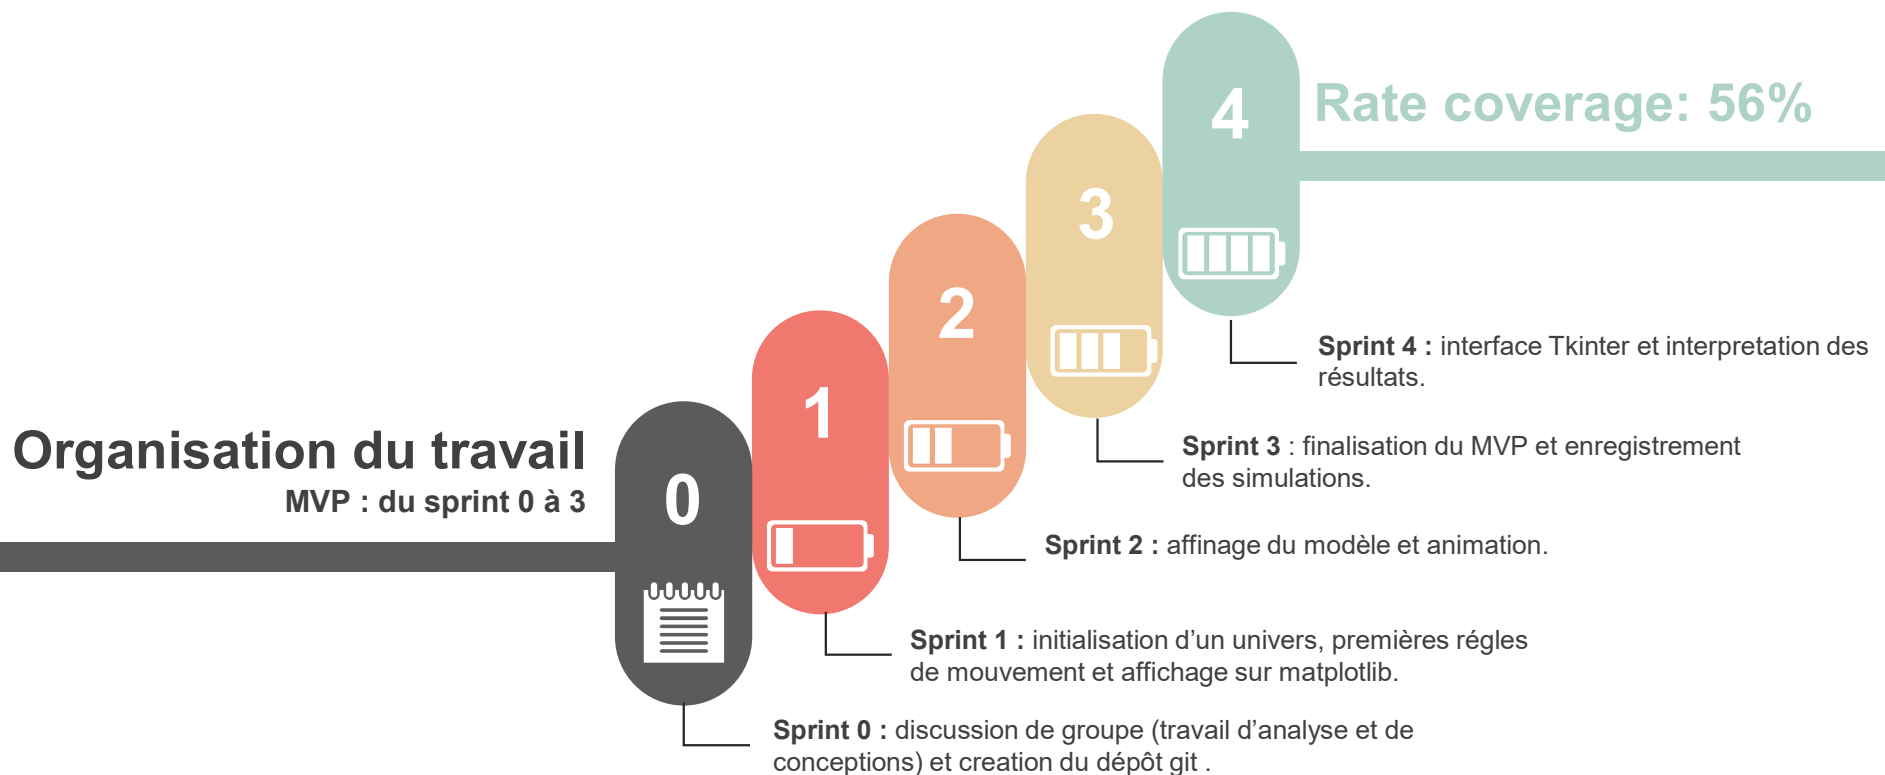 Organisation du travail
MVP : du sprint 0 à 3
0
1
2
3
4
Rate coverage: 56%
Sprint 4 : interface Tkinter et interpretation des
résultats.
Sprint 3 : finalisation du MVP et enregistrement
des simulations.
Sprint 2 : affinage du modèle et animation.
Sprint 1 : initialisation d’un univers, premières régles
de mouvement et affichage sur matplotlib.
Sprint 0 : discussion de groupe (travail d’analyse et de
conceptions) et creation du dépôt git .